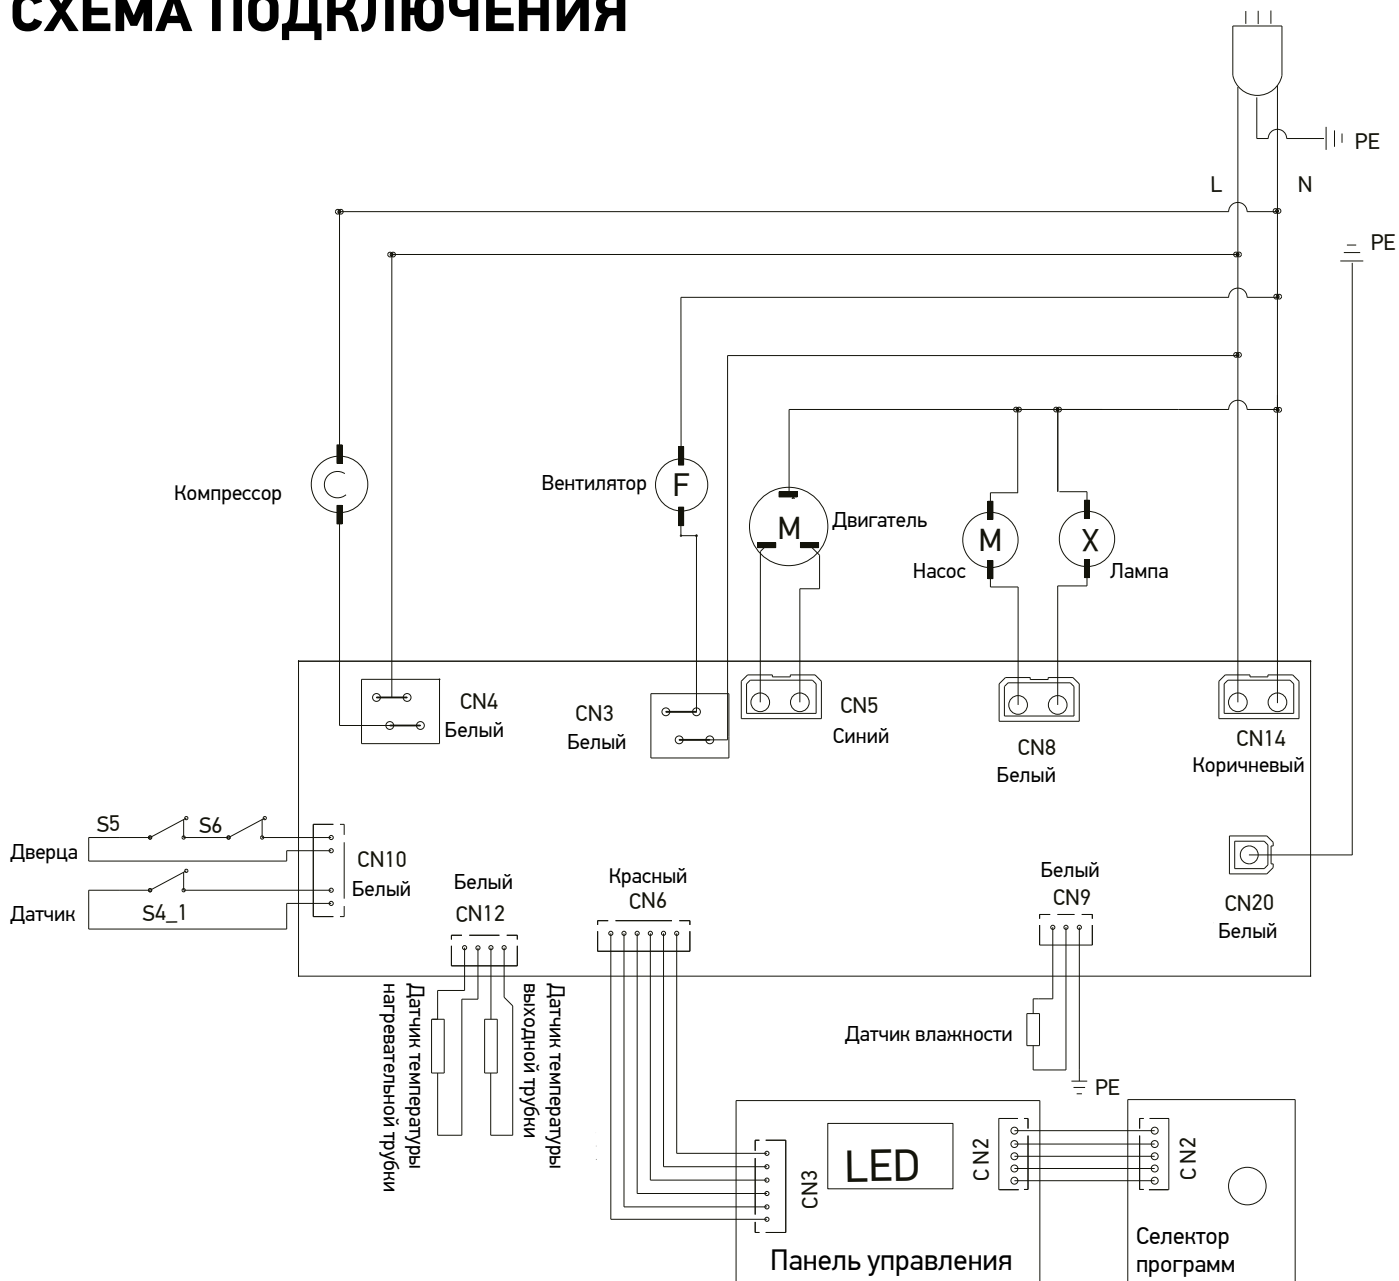 СХЕМА ПОДКЛЮЧЕНИЯ
PE
L
N
PE
Компрессор
C
Вентилятор
F
M
Двигатель
M
Насос
X
Лампа
CN4
Белый
CN3
Белый
CN5
Синий
CN8
Белый
CN14
Коричневый
S5
S6
Дверца
CN10
Белый
Датчик
S4_1
Белый
CN12
Красный
CN6
Белый
CN9
CN20
Белый
Датчик температуры
нагревательной трубки
Датчик температуры
выходной трубки
Датчик влажности
PE
CN3
LED
CN2
CN2
Панель управления
Селектор
программ